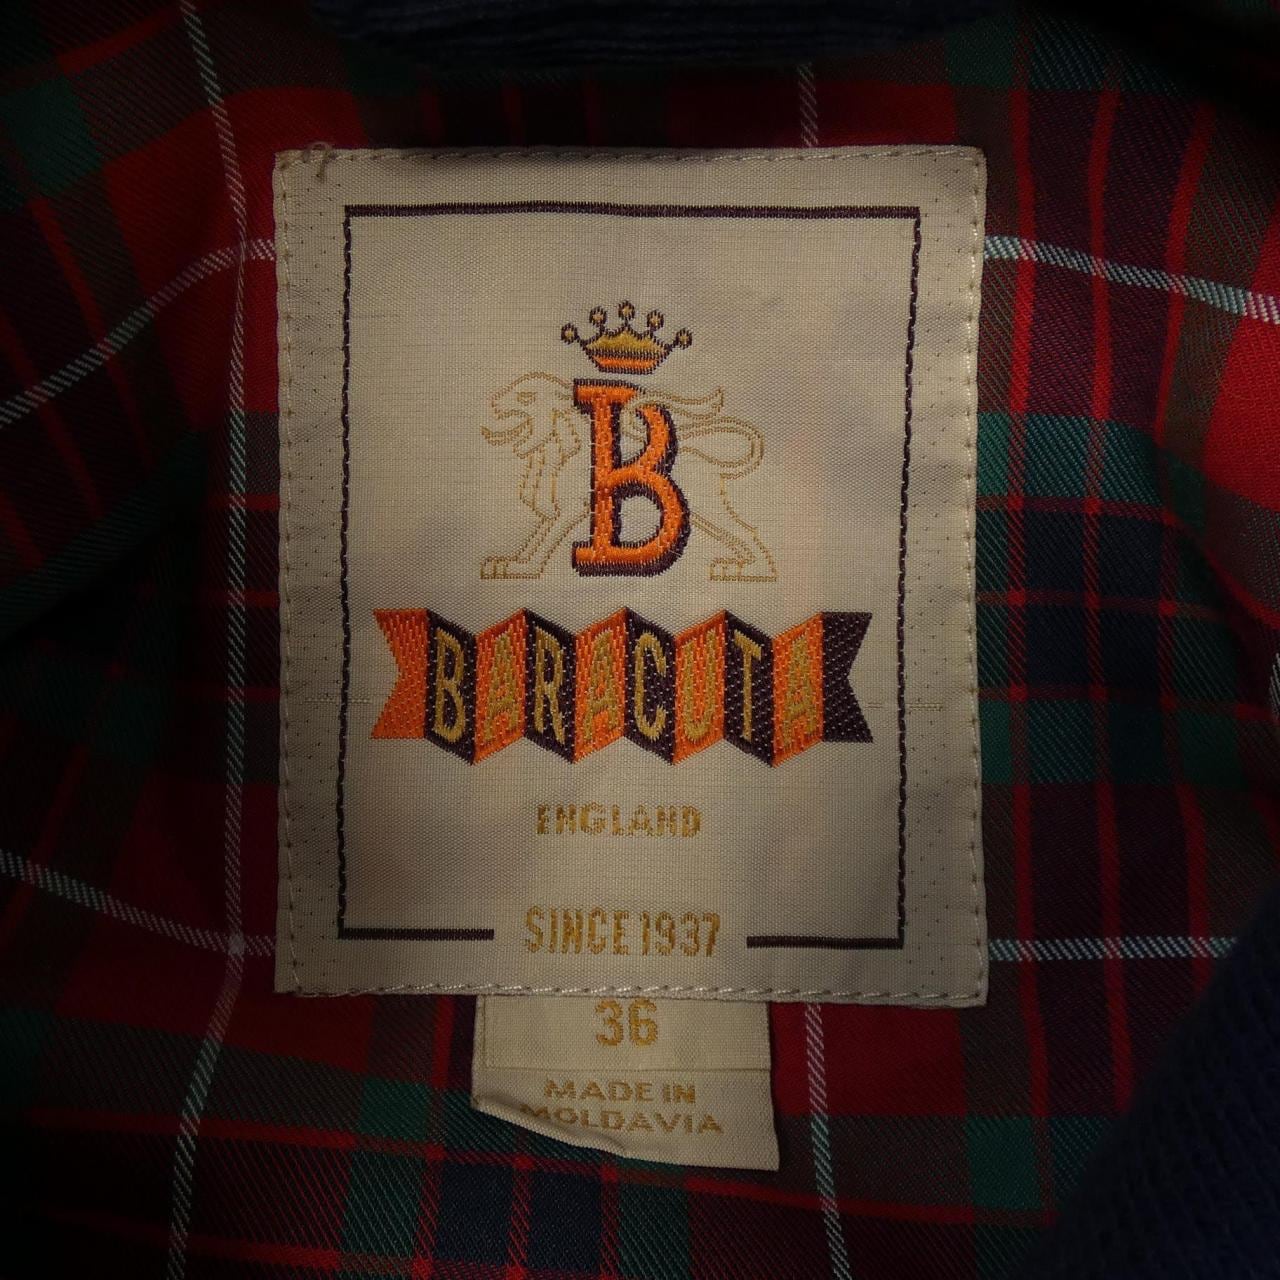 B
BARACUTA
ENGLAND
SINCE 1937
36
MADE IN
MOLDAVIA